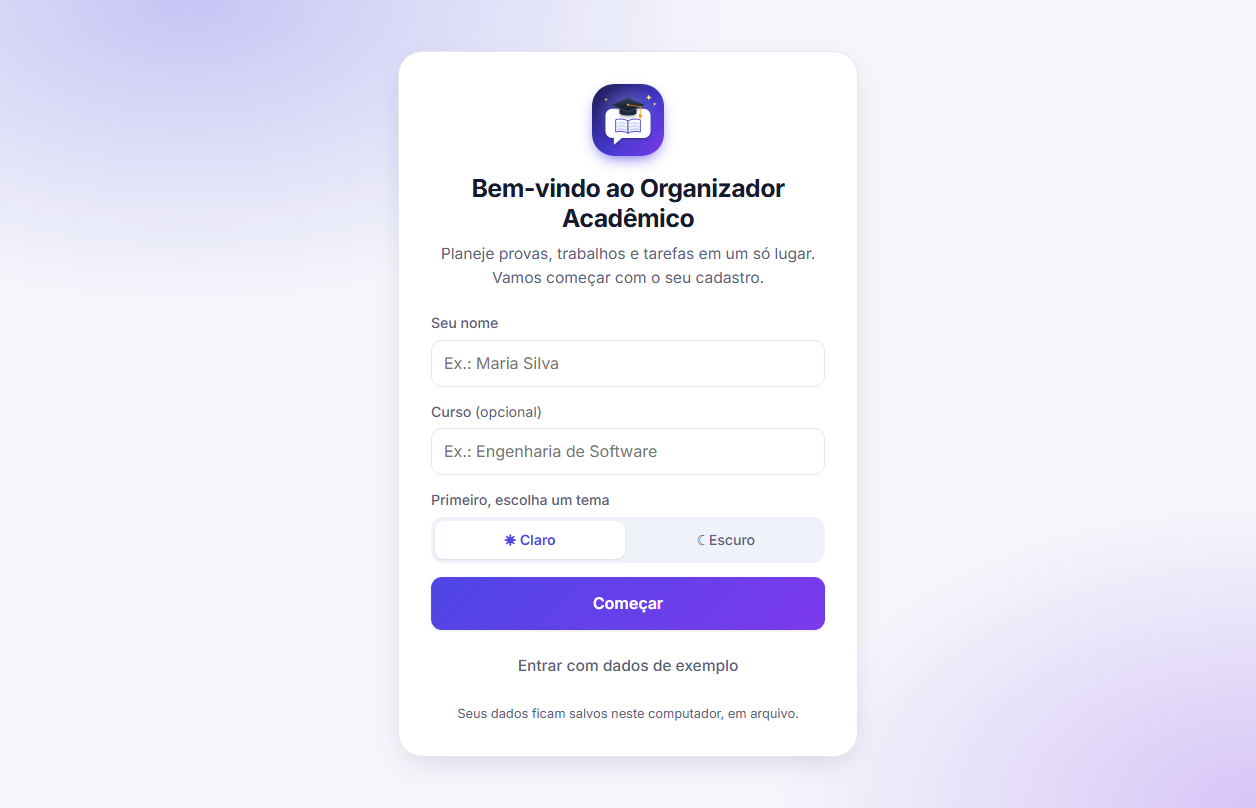 Bem-vindo ao Organizador
Acadêmico
Planeje provas, trabalhos e tarefas em um só lugar.
Vamos começar com o seu cadastro.
Seu nome
Ex.: Maria Silva
Curso (opcional)
Ex.: Engenharia de Software
Primeiro, escolha um tema
Claro
☾ Escuro
Começar
Entrar com dados de exemplo
Seus dados ficam salvos neste computador, em arquivo.